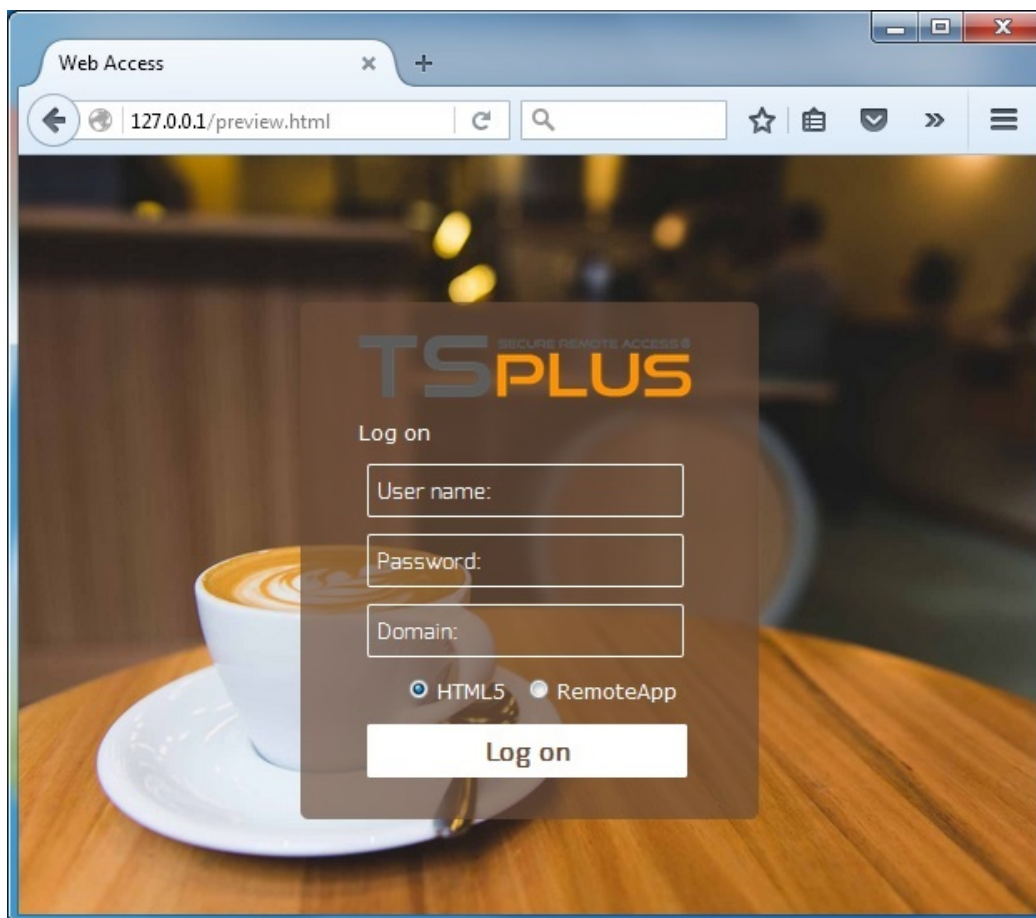 Web Access
127.0.0.1/preview.html
TSPLUS
SECURE REMOTE ACCESS
Log on
User name:
Password:
Domain:
HTML5 RemoteApp
Log on